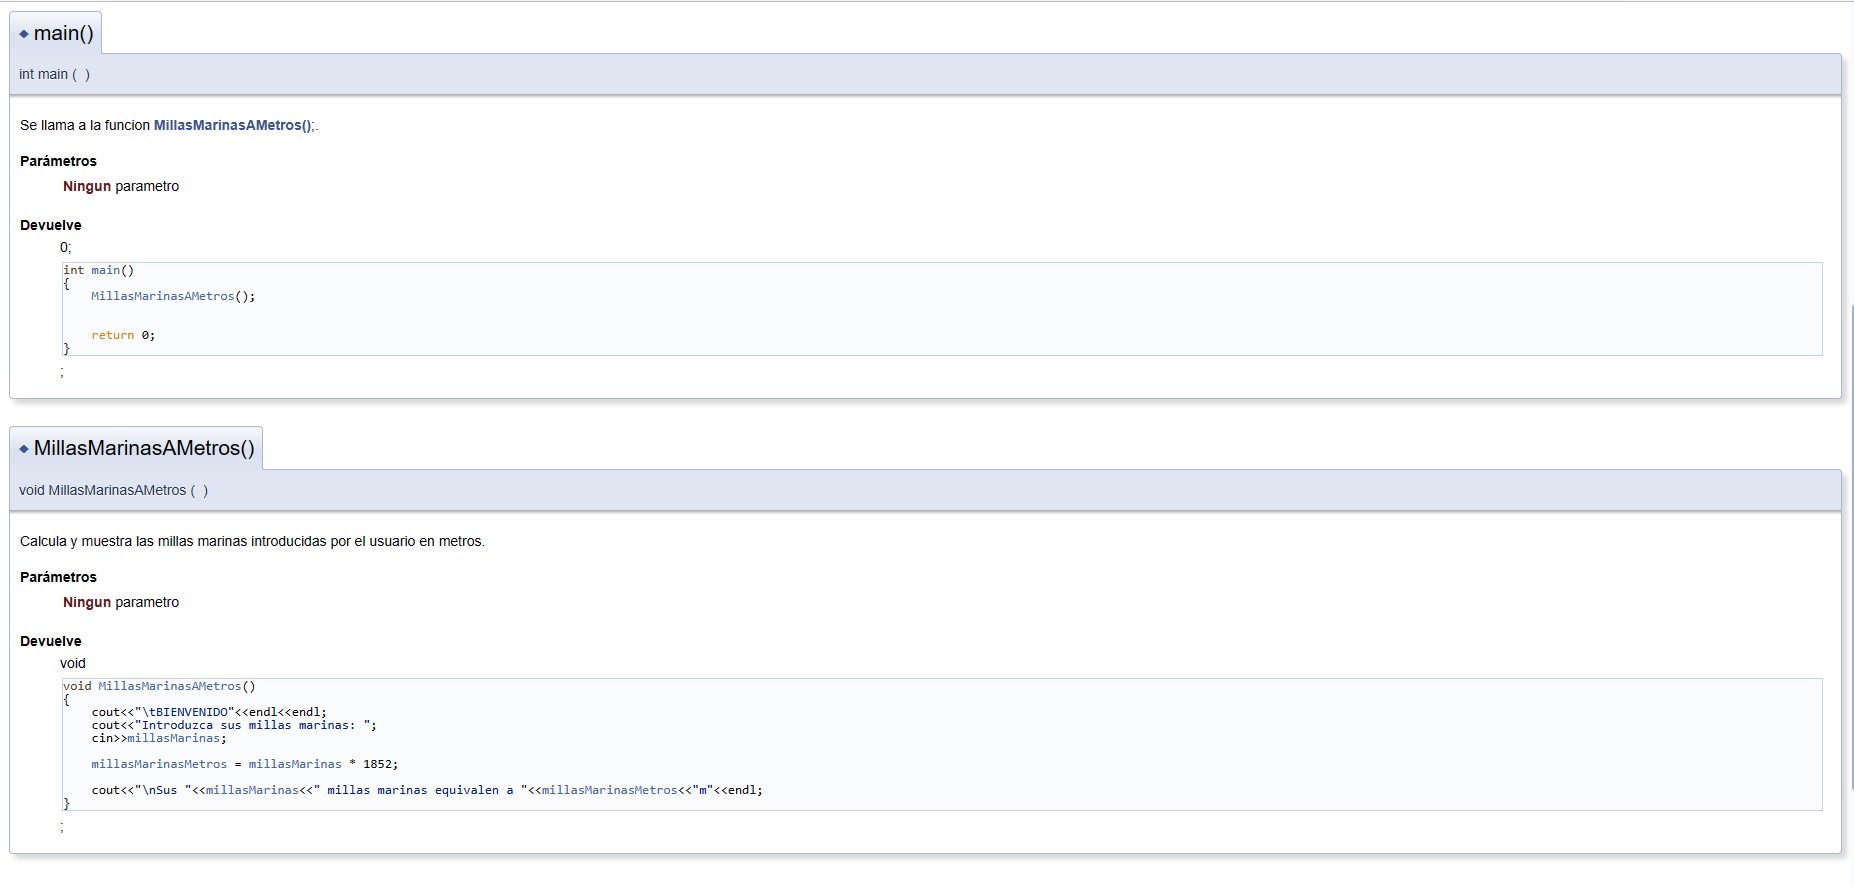 ◆ main()
int main ( )
Se llama a la funcion MillasMarinasAMetros();.
Parámetros
Ningun parametro
Devuelve
0;
int main()
{
    MillasMarinasAMetros();
    return 0;
}
;
◆ MillasMarinasAMetros()
void MillasMarinasAMetros ( )
Calcula y muestra las millas marinas introducidas por el usuario en metros.
Parámetros
Ningun parametro
Devuelve
void
void MillasMarinasAMetros()
{
    cout<<"\tBIENVENIDO"<<endl<<endl;
    cout<<"Introduzca sus millas marinas: ";
    cin>>millasMarinas;
    millasMarinasMetros = millasMarinas * 1852;
    cout<<"\nSus "<<millasMarinas<<" millas marinas equivalen a "<<millasMarinasMetros<<"m"<<endl;
}
;